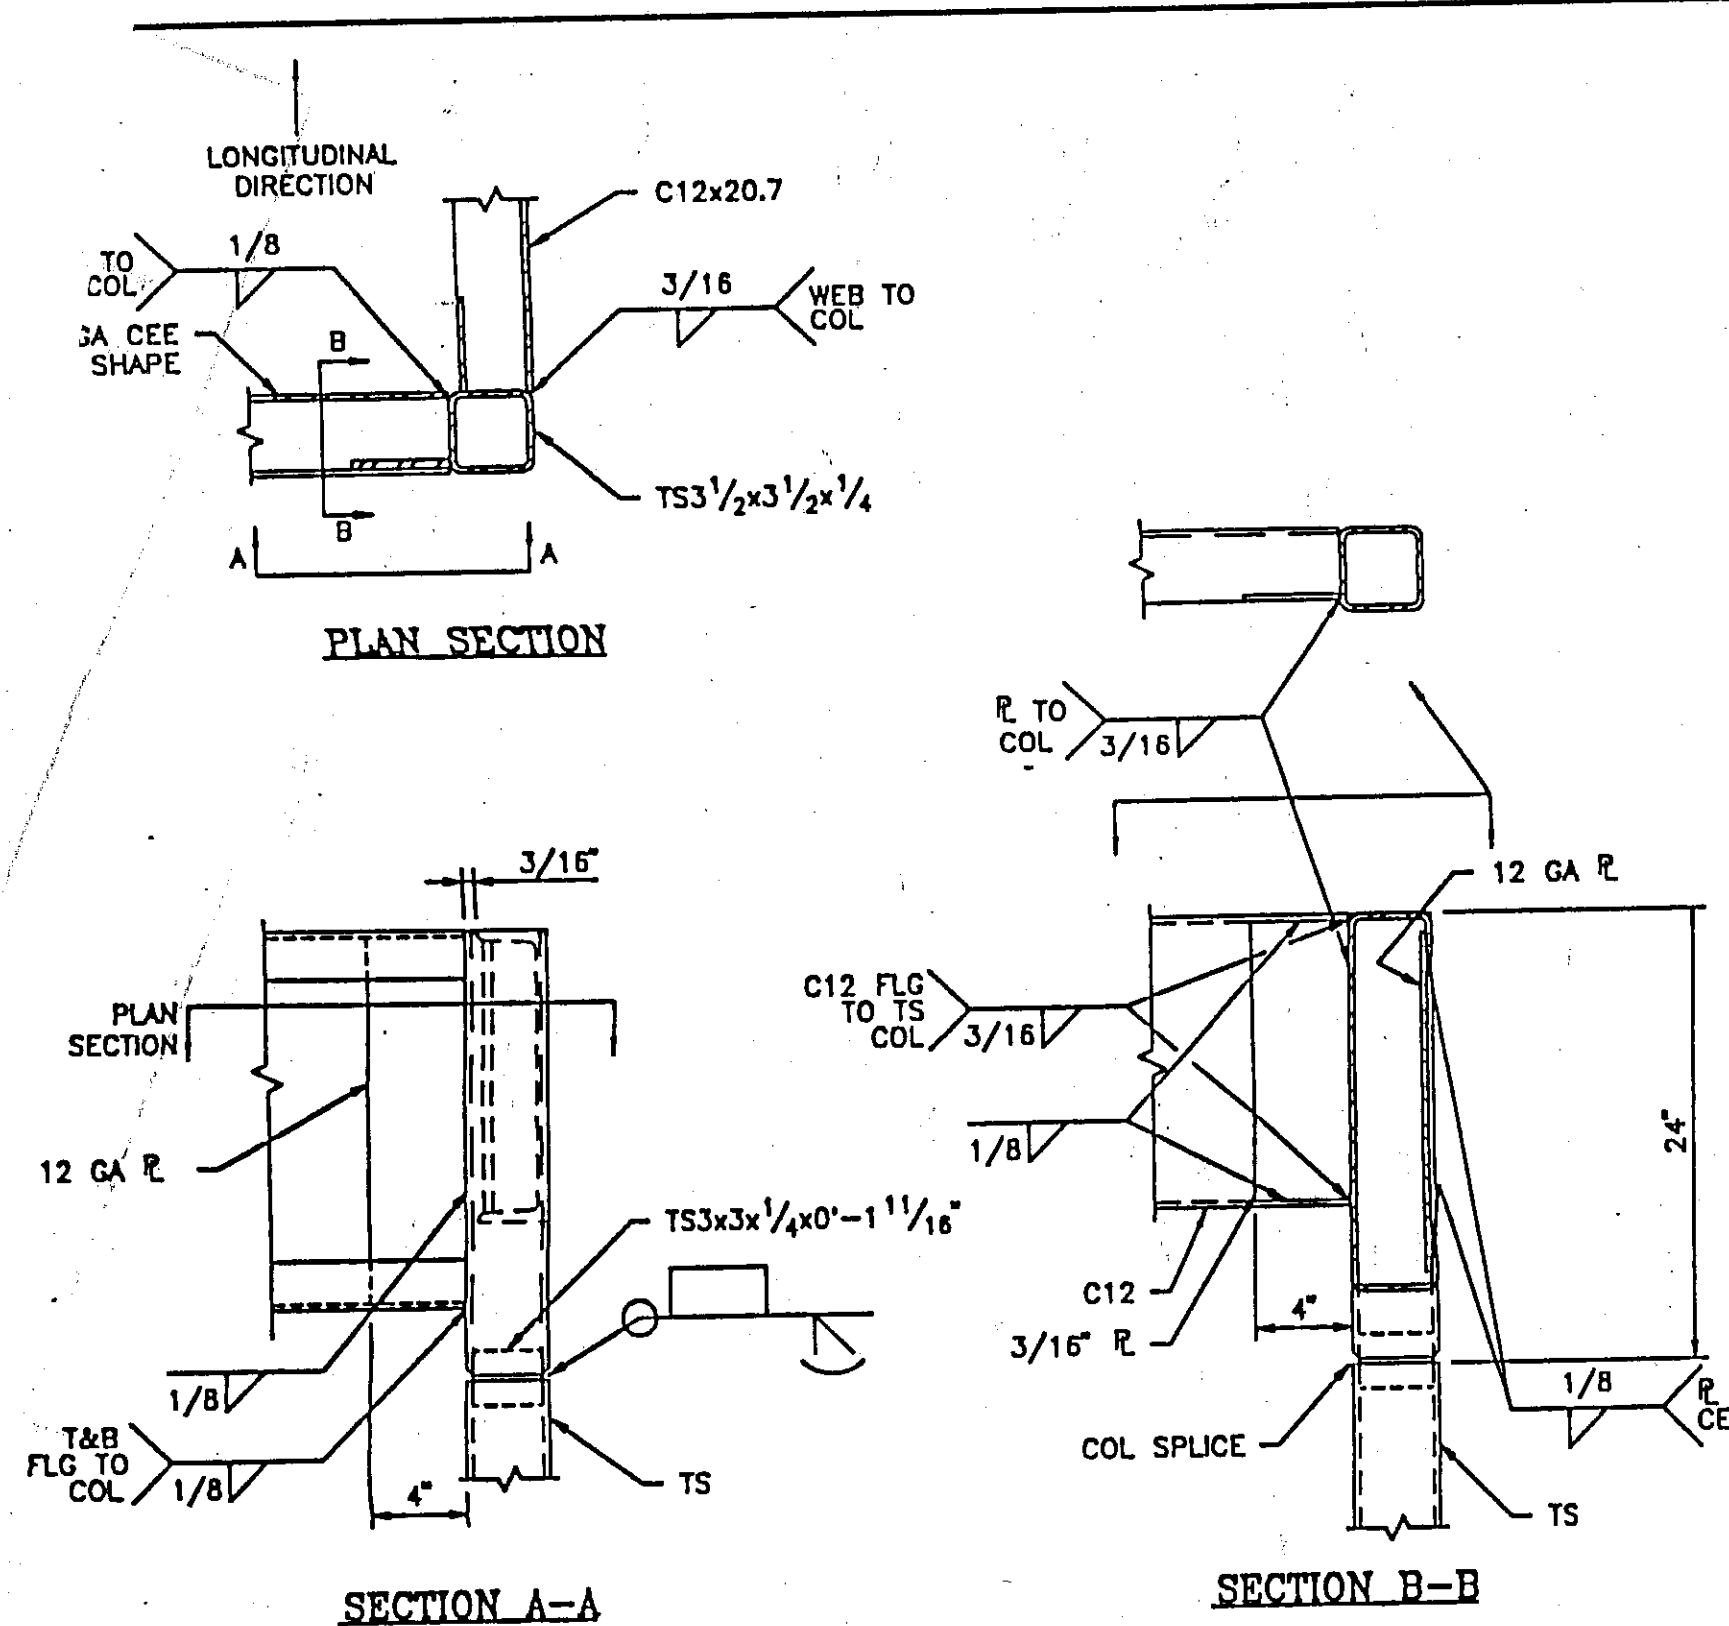 LONGITUDINAL
DIRECTION
C12x20.7
1/8
TO
COL
3/16
WEB TO
COL
GA CEE
SHAPE
B
B
TS3 1/2x3 1/2x1/4
A
A
PLAN SECTION
PL TO
COL
3/16
3/16"
12 GA PL
PLAN
SECTION
C12 FLG
TO TS
COL
3/16
1/8
24"
12 GA PL
TS3x3x1/4x0'-1 11/16"
C12
4"
3/16" PL
1/8
T&B
FLG TO
COL
1/8
4"
TS
COL SPLICE
1/8
PL
CE
TS
SECTION A-A
SECTION B-B